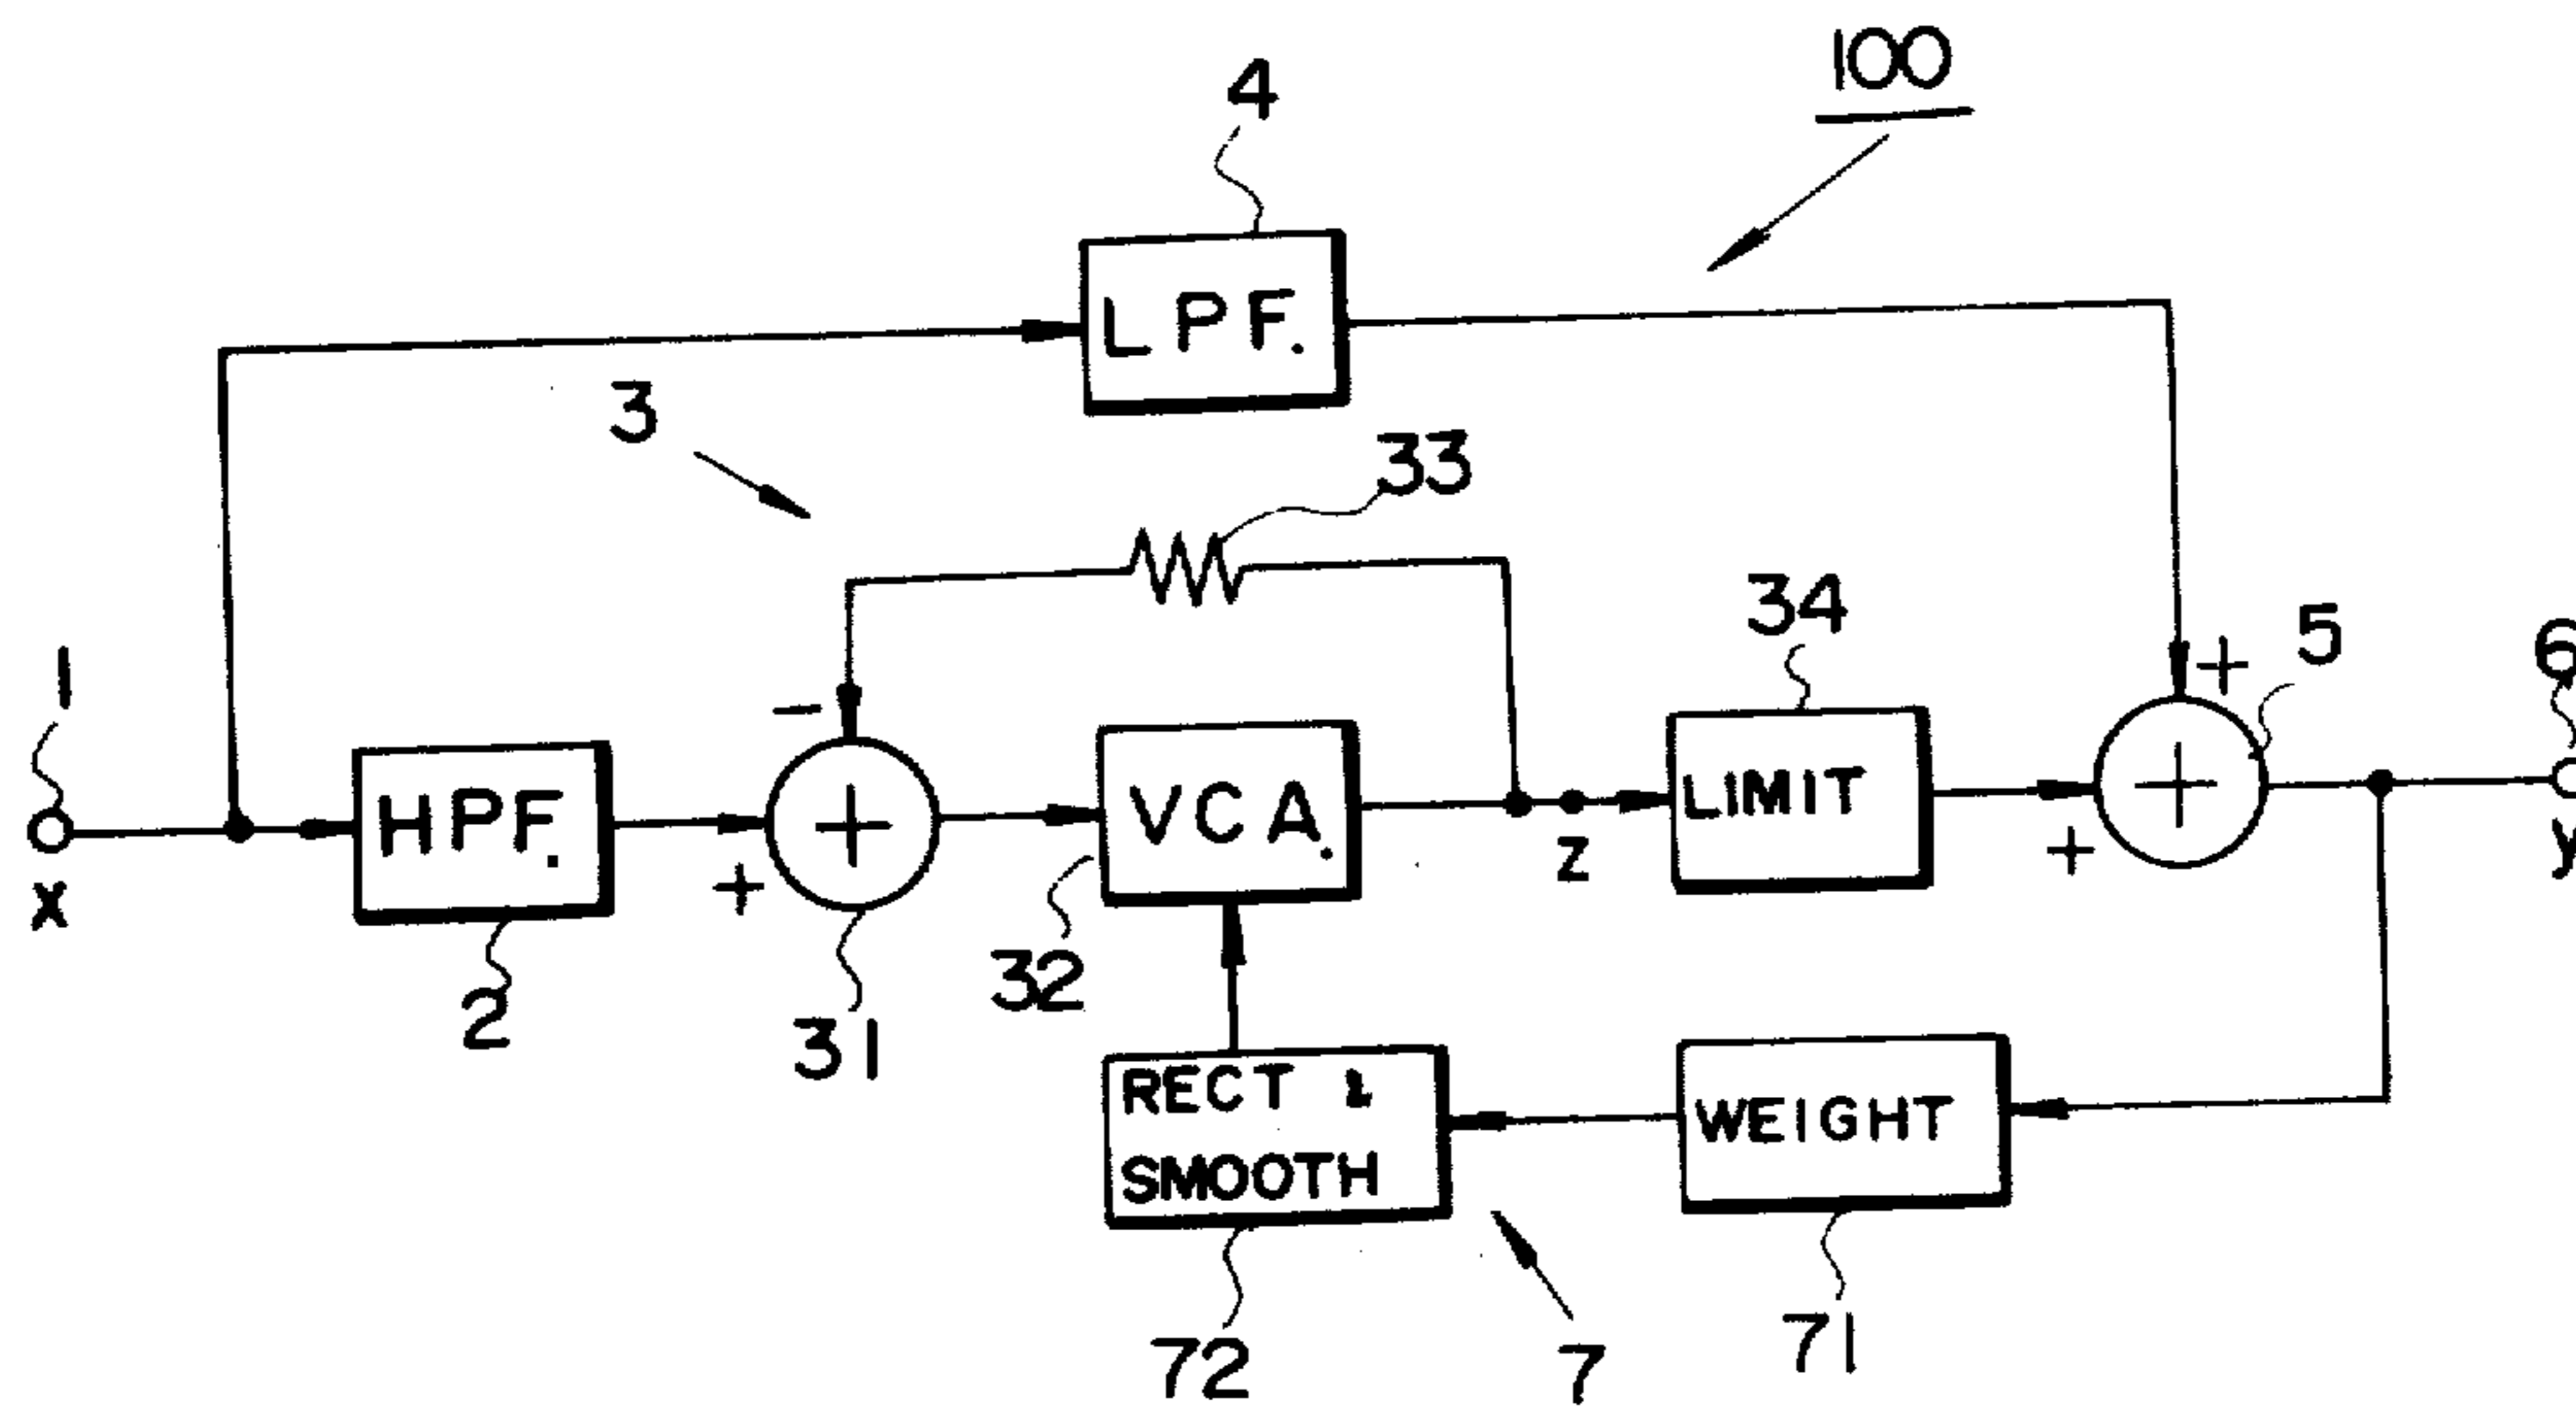 100
4
LPF.
3
33
34
5
6
1
HPF.
-
+
VCA.
z
LIMIT
+
+
+
+
x
y
2
31
32
RECT &
SMOOTH
WEIGHT
72
7
71